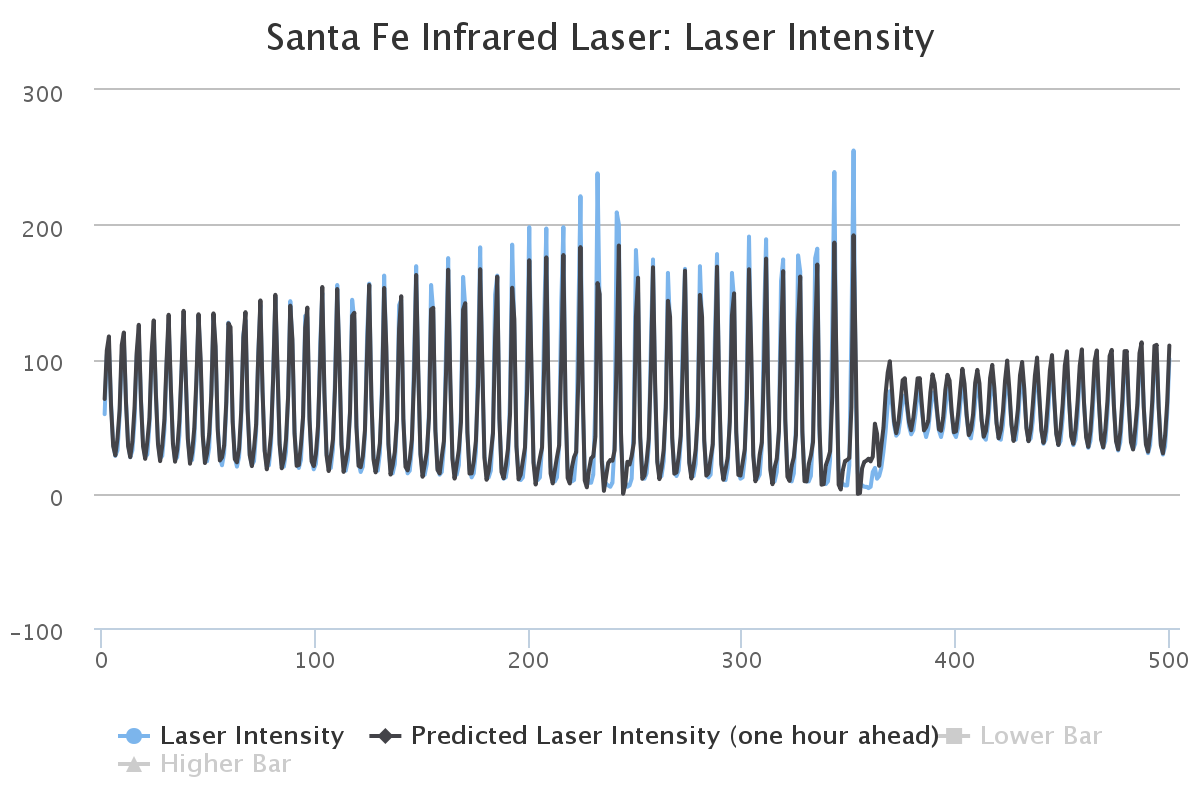 Santa Fe Infrared Laser: Laser Intensity
300
200
100
0
−100
0 100 200 300 400 500
Laser Intensity Predicted Laser Intensity (one hour ahead) Lower Bar
Higher Bar